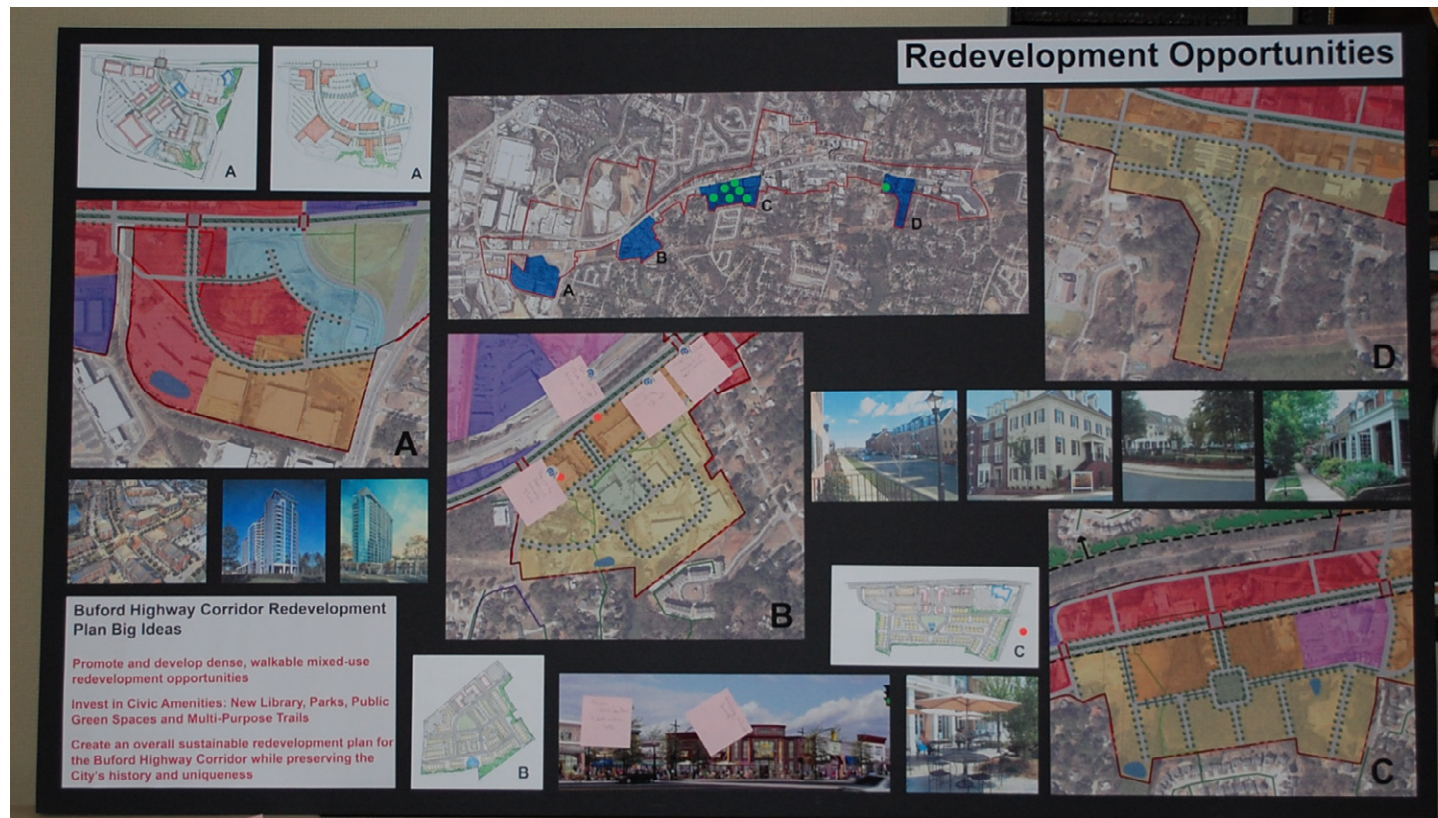 Redevelopment Opportunities
A
A
A
B
C
D
A
B
D
C
B
C
Buford Highway Corridor Redevelopment
Plan Big Ideas
Promote and develop dense, walkable mixed-use
redevelopment opportunities
Invest in Civic Amenities: New Library, Parks, Public
Green Spaces and Multi-Purpose Trails
Create an overall sustainable redevelopment plan for
the Buford Highway Corridor while preserving the
City's history and uniqueness